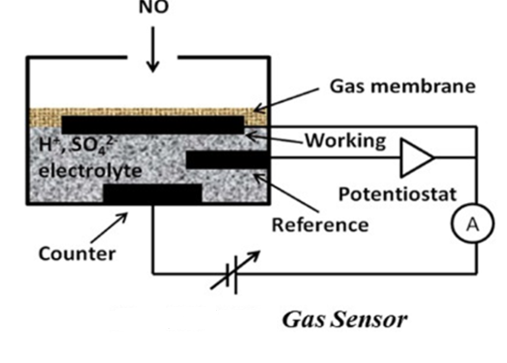 NO
Gas membrane
H⁺, SO₄²
electrolyte
Working
Potentiostat
Reference
A
Counter
Gas Sensor